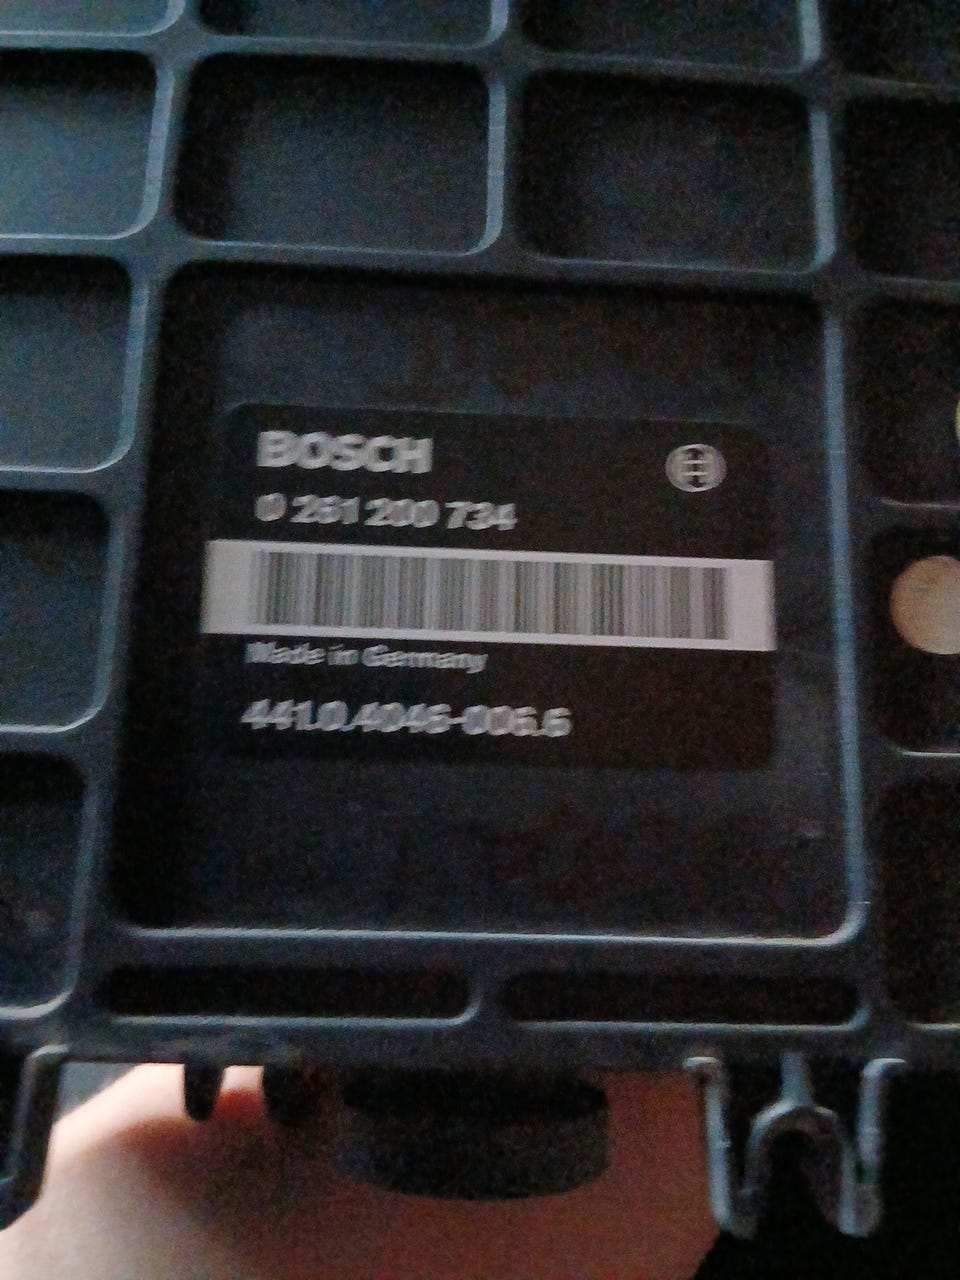 BOSCH
0 261 200 734
Made in Germany
441.0.4046-006.6